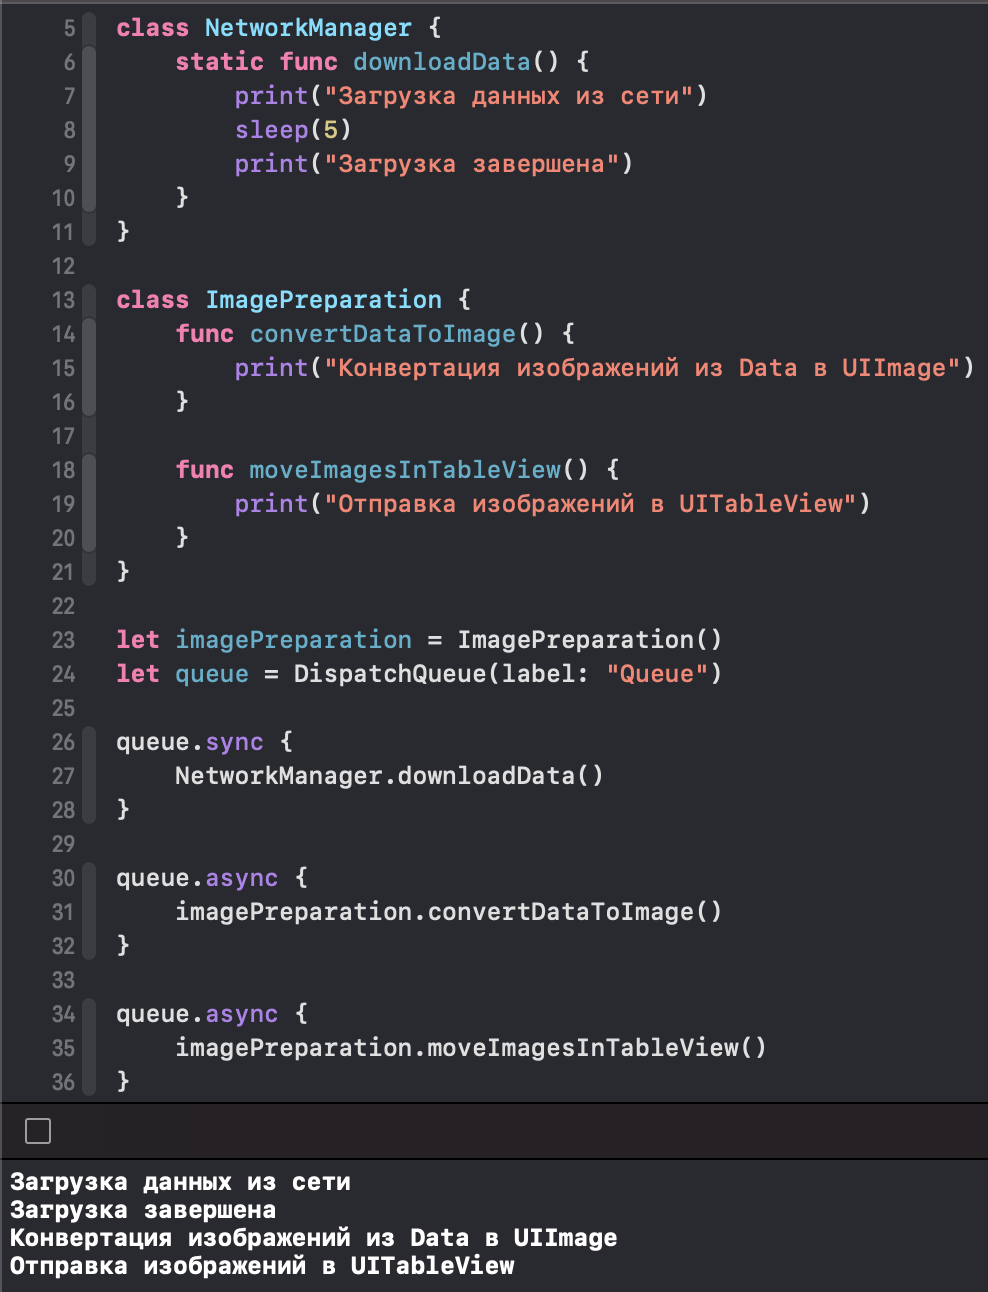 5 class NetworkManager {
6 static func downloadData() {
7 print("Загрузка данных из сети")
8 sleep(5)
9 print("Загрузка завершена")
10 }
11 }
12
13 class ImagePreparation {
14 func convertDataToImage() {
15 print("Конвертация изображений из Data в UIImage")
16 }
17
18 func moveImagesInTableView() {
19 print("Отправка изображений в UITableView")
20 }
21 }
22
23 let imagePreparation = ImagePreparation()
24 let queue = DispatchQueue(label: "Queue")
25
26 queue.sync {
27 NetworkManager.downloadData()
28 }
29
30 queue.async {
31 imagePreparation.convertDataToImage()
32 }
33
34 queue.async {
35 imagePreparation.moveImagesInTableView()
36 }
Загрузка данных из сети
Загрузка завершена
Конвертация изображений из Data в UIImage
Отправка изображений в UITableView